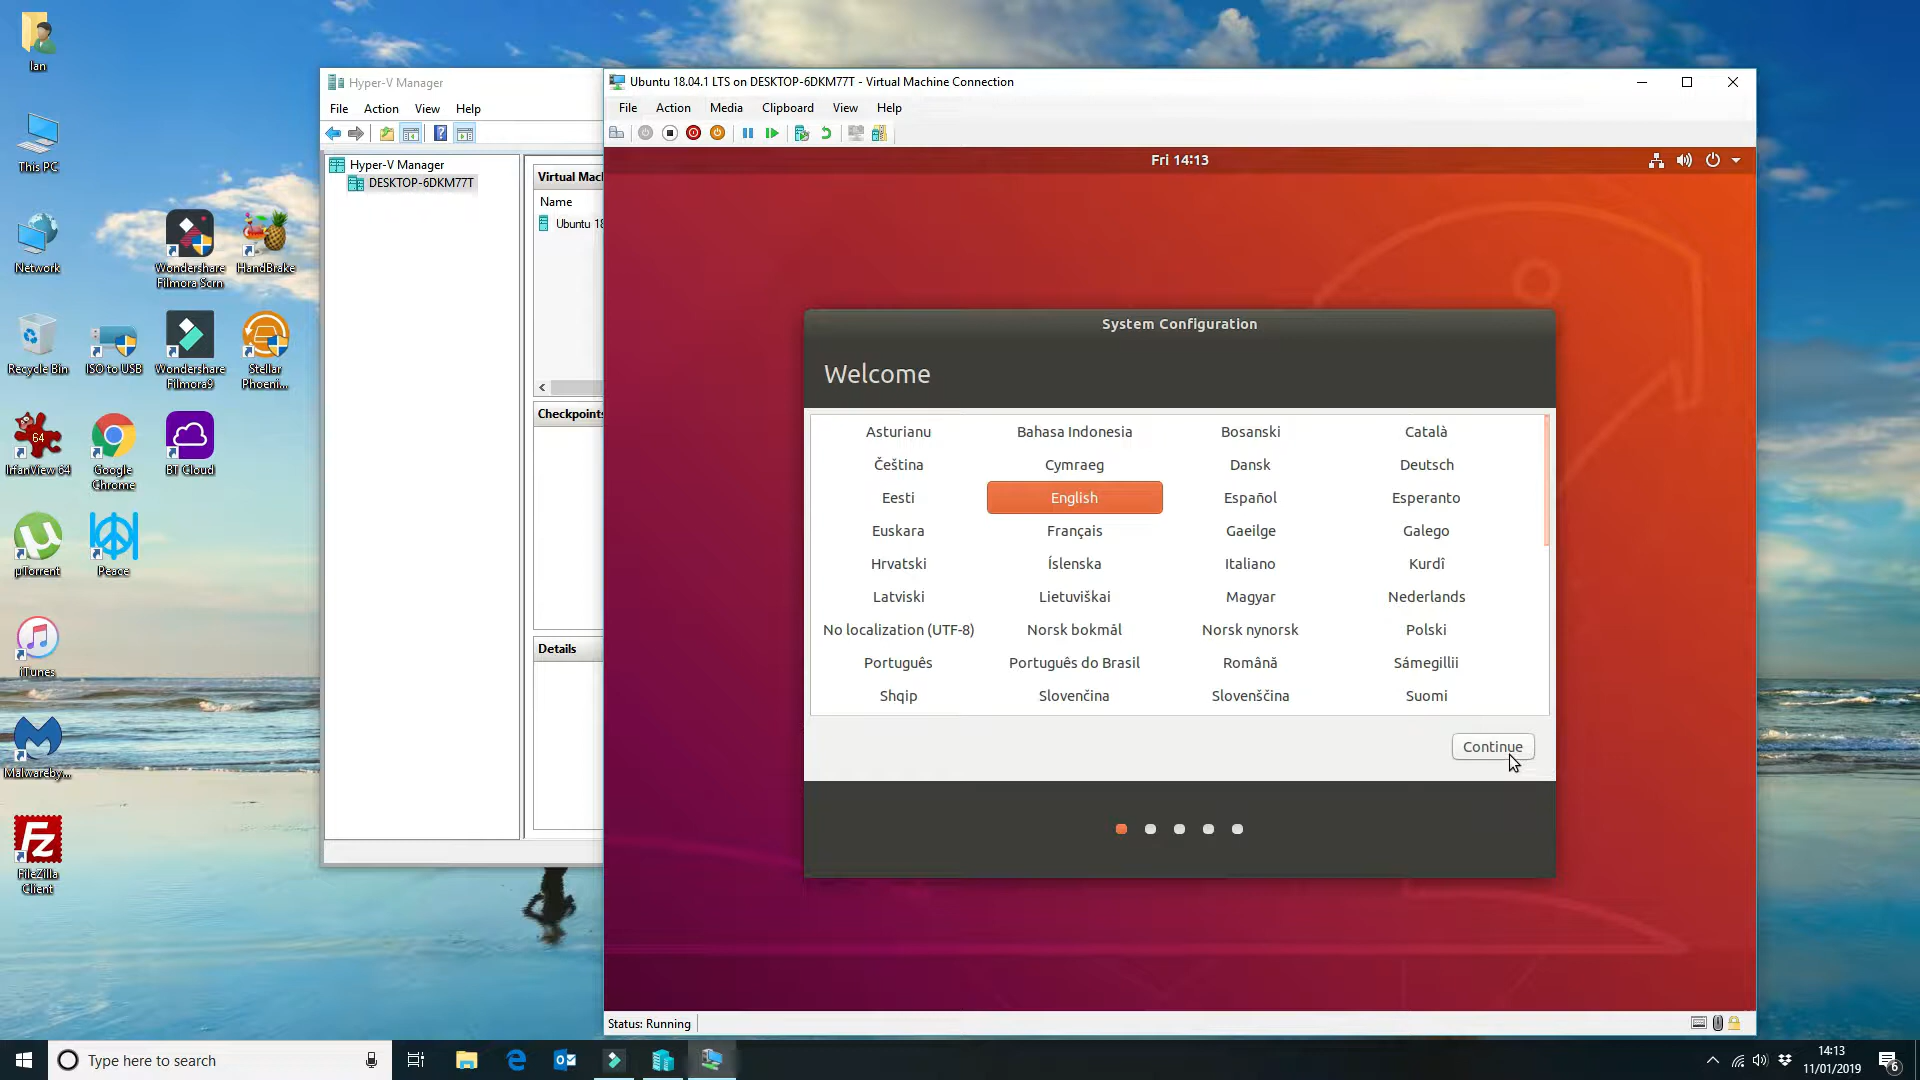 Ian
This PC
Network
Wondershare
Filmora Scrn
HandBrake
Recycle Bin
ISO to USB
Wondershare
Filmora9
Stellar
Phoeni...
64
IrfanView 64
Google
Chrome
BT Cloud
µTorrent
Peace
iTunes
Malwareby...
Fz
FileZilla
Client
Hyper-V Manager
File Action View Help
Hyper-V Manager
DESKTOP-6DKM77T
Virtual Mac
Name
Ubuntu 18
Checkpoints
Details
Ubuntu 18.04.1 LTS on DESKTOP-6DKM77T - Virtual Machine Connection
File Action Media Clipboard View Help
Fri 14:13
System Configuration
Welcome
Asturianu Bahasa Indonesia Bosanski Català
Čeština Cymraeg Dansk Deutsch
Eesti English Español Esperanto
Euskara Français Gaeilge Galego
Hrvatski Íslenska Italiano Kurdî
Latviski Lietuviškai Magyar Nederlands
No localization (UTF-8) Norsk bokmål Norsk nynorsk Polski
Português Português do Brasil Română Sámegillii
Shqip Slovenčina Slovenščina Suomi
Continue
Status: Running
Type here to search
14:13
11/01/2019
6